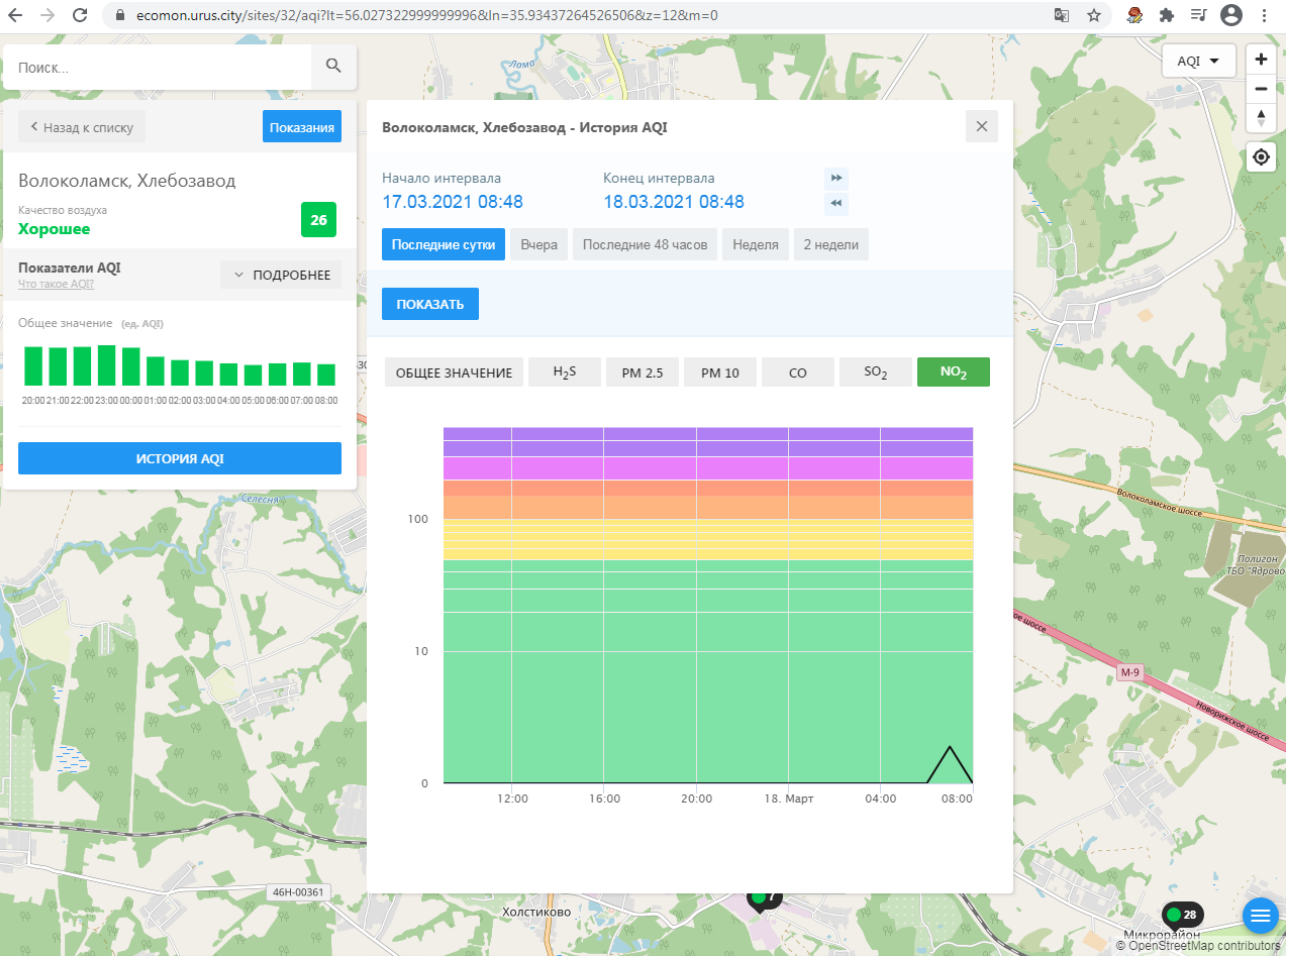 ecomon.urus.city/sites/32/aqi?lt=56.027322999999996&ln=35.93437264526506&z=12&m=0
Поиск...
AQI
Назад к списку
Показания
Волоколамск, Хлебозавод - История AQI
Волоколамск, Хлебозавод
Качество воздуха
Хорошее
26
Начало интервала
Конец интервала
17.03.2021 08:48
18.03.2021 08:48
Последние сутки
Вчера
Последние 48 часов
Неделя
2 недели
Показатели AQI
Что такое AQI?
ПОДРОБНЕЕ
ПОКАЗАТЬ
Общее значение (ед. AQI)
20:00 21:00 22:00 23:00 00:00 01:00 02:00 03:00 04:00 05:00 06:00 07:00 08:00
ИСТОРИЯ AQI
ОБЩЕЕ ЗНАЧЕНИЕ
H2S
PM 2.5
PM 10
CO
SO2
NO2
100
10
0
12:00
16:00
20:00
18. Март
04:00
08:00
Лама
Селесня
Волоколамское шоссе
Полигон
ТБО "Ядрово
М-9
Новорижское шоссе
46Н-00361
Холстиково
7
28
Микрорайон
© OpenStreetMap contributors